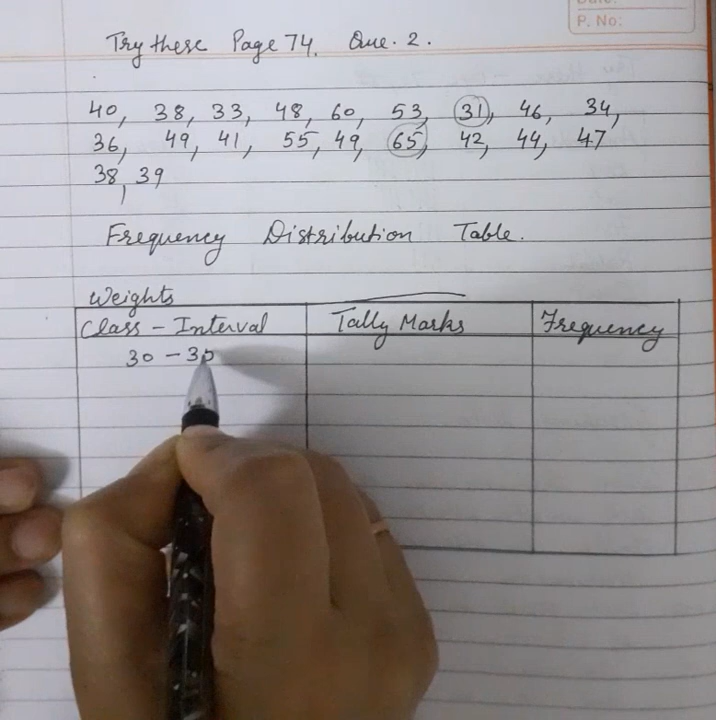 P. No:
Try these Page 74. Que. 2.
40, 38, 33, 48, 60, 53, 31, 46, 34,
36, 49, 41, 55, 49, 65, 42, 44, 47
38, 39
Frequency Distribution Table.
Weights
Class - Interval Tally Marks Frequency
30 - 35